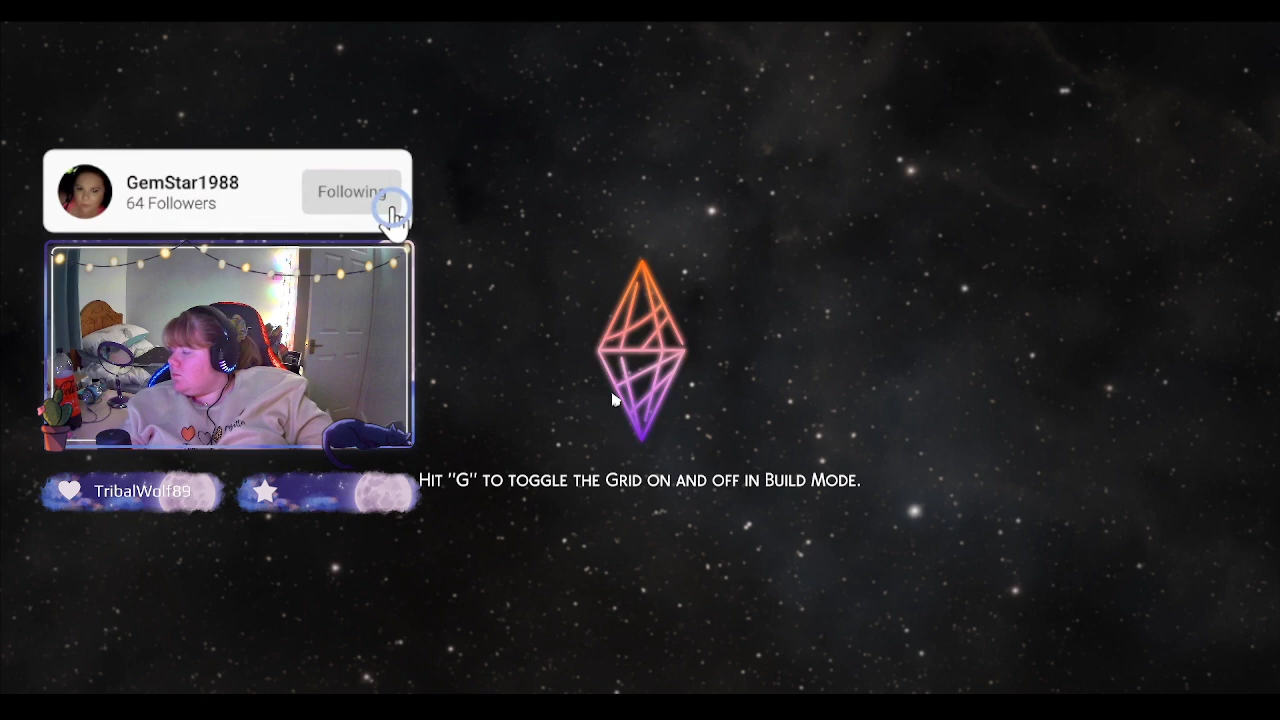 GemStar1988
64 Followers
Following
TribalWolf89
Hit "G" to toggle the Grid on and off in Build Mode.